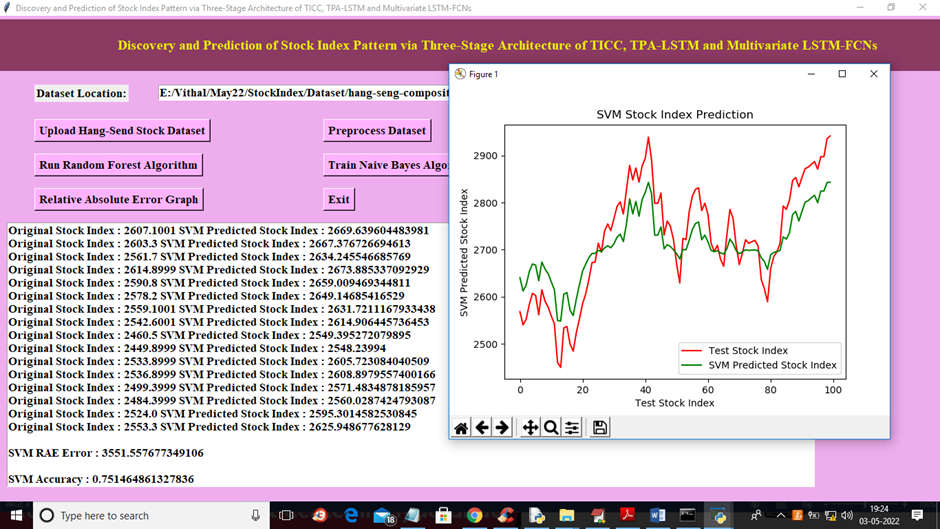 Discovery and Prediction of Stock Index Pattern via Three-Stage Architecture of TICC, TPA-LSTM and Multivariate LSTM-FCNs
Discovery and Prediction of Stock Index Pattern via Three-Stage Architecture of TICC, TPA-LSTM and Multivariate LSTM-FCNs
Dataset Location:
E:/Vithal/May22/StockIndex/Dataset/hang-seng-composit
Upload Hang-Send Stock Dataset
Preprocess Dataset
Run Random Forest Algorithm
Train Naive Bayes Algo
Relative Absolute Error Graph
Exit
Original Stock Index : 2607.1001 SVM Predicted Stock Index : 2669.639604483981
Original Stock Index : 2603.3 SVM Predicted Stock Index : 2667.376726694613
Original Stock Index : 2561.7 SVM Predicted Stock Index : 2634.245546685769
Original Stock Index : 2614.8999 SVM Predicted Stock Index : 2673.885337092929
Original Stock Index : 2590.8 SVM Predicted Stock Index : 2659.009469344811
Original Stock Index : 2578.2 SVM Predicted Stock Index : 2649.14685416529
Original Stock Index : 2559.1001 SVM Predicted Stock Index : 2631.7211167933438
Original Stock Index : 2542.6001 SVM Predicted Stock Index : 2614.906445736453
Original Stock Index : 2460.5 SVM Predicted Stock Index : 2549.395272079895
Original Stock Index : 2449.8999 SVM Predicted Stock Index : 2548.23994
Original Stock Index : 2533.8999 SVM Predicted Stock Index : 2605.723084040509
Original Stock Index : 2536.8999 SVM Predicted Stock Index : 2608.8979557400166
Original Stock Index : 2499.3999 SVM Predicted Stock Index : 2571.4834878185957
Original Stock Index : 2484.3999 SVM Predicted Stock Index : 2560.0287424793087
Original Stock Index : 2524.0 SVM Predicted Stock Index : 2595.3014582530845
Original Stock Index : 2553.3 SVM Predicted Stock Index : 2625.948677628129
SVM RAE Error : 3551.557677349106
SVM Accuracy : 0.751464861327836
Figure 1
SVM Stock Index Prediction
SVM Predicted Stock Index
2900
2800
2700
2600
2500
0 20 40 60 80 100
Test Stock Index
Test Stock Index
SVM Predicted Stock Index
Type here to search
18
99+
19:24
03-05-2022